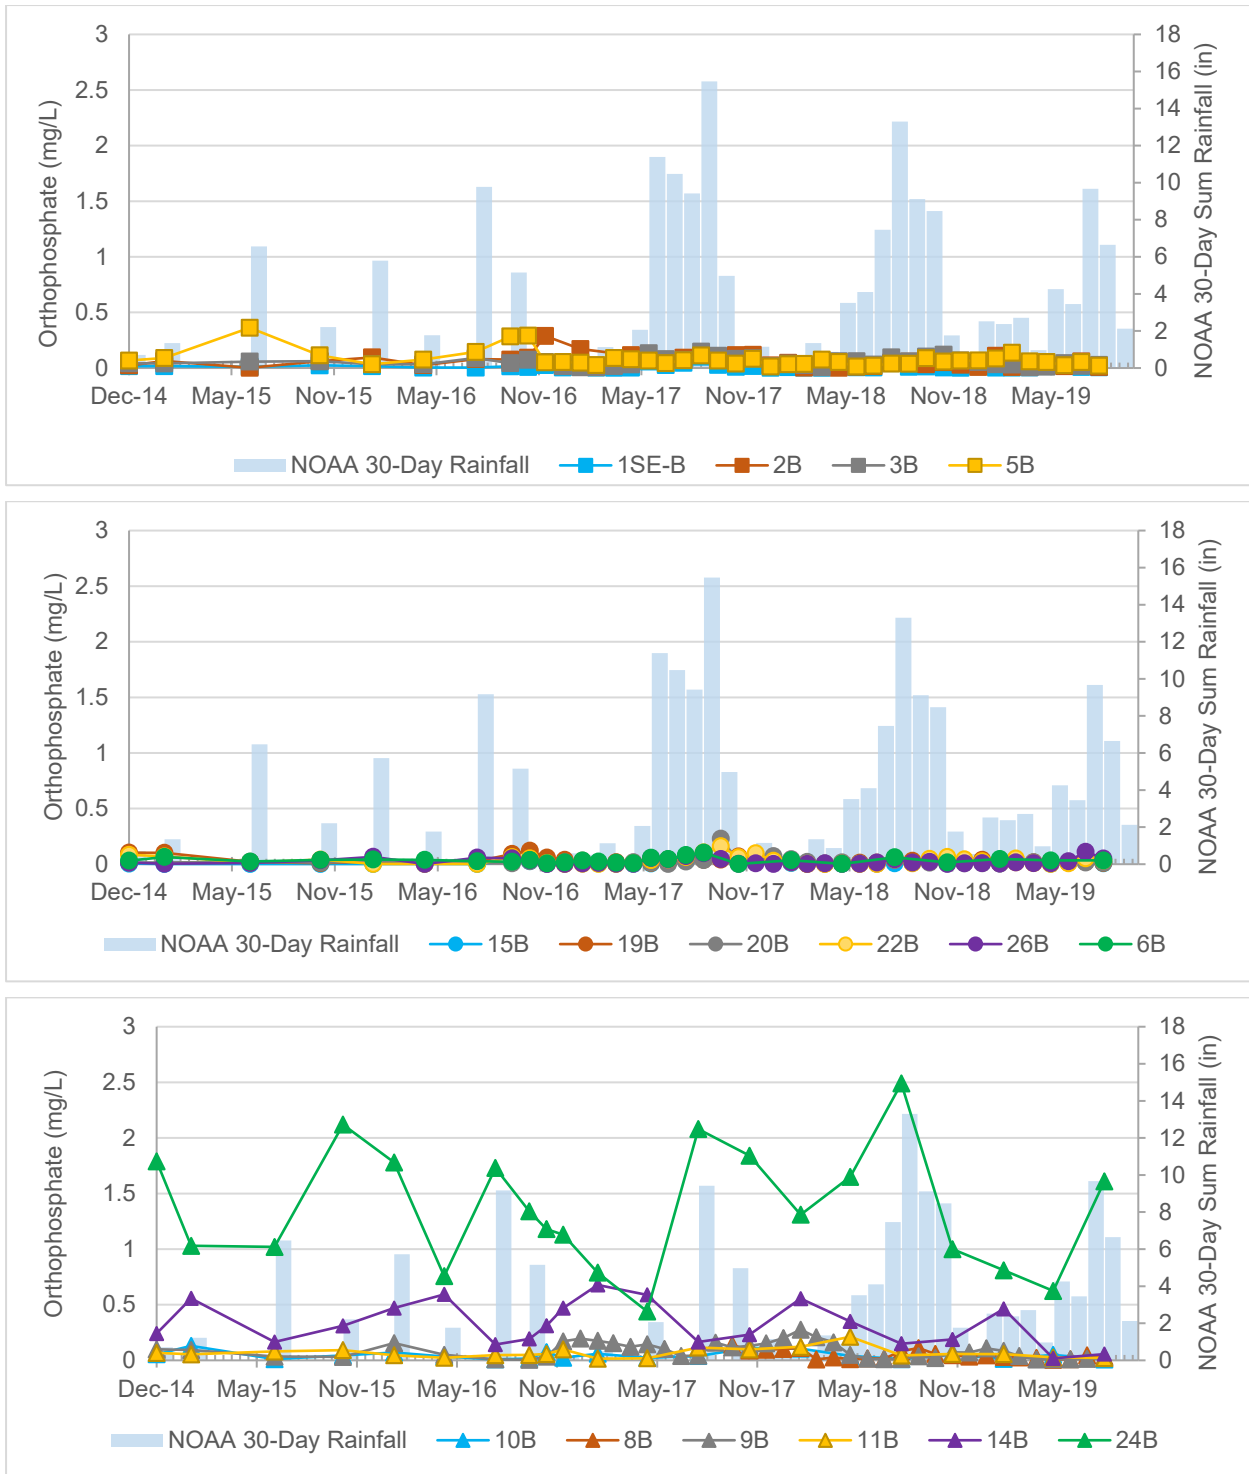 3 18
2.5 16
2 14
1.5 12
1 10
0.5 8
0 6
4
2
0
Orthophosphate (mg/L)
NOAA 30-Day Sum Rainfall (in)
Dec-14 May-15 Nov-15 May-16 Nov-16 May-17 Nov-17 May-18 Nov-18 May-19
NOAA 30-Day Rainfall 1SE-B 2B 3B 5B
3 18
2.5 16
2 14
1.5 12
1 10
0.5 8
0 6
4
2
0
Orthophosphate (mg/L)
NOAA 30-Day Sum Rainfall (in)
Dec-14 May-15 Nov-15 May-16 Nov-16 May-17 Nov-17 May-18 Nov-18 May-19
NOAA 30-Day Rainfall 15B 19B 20B 22B 26B 6B
3 18
2.5 16
2 14
1.5 12
1 10
0.5 8
0 6
4
2
0
Orthophosphate (mg/L)
NOAA 30-Day Sum Rainfall (in)
Dec-14 May-15 Nov-15 May-16 Nov-16 May-17 Nov-17 May-18 Nov-18 May-19
NOAA 30-Day Rainfall 10B 8B 9B 11B 14B 24B